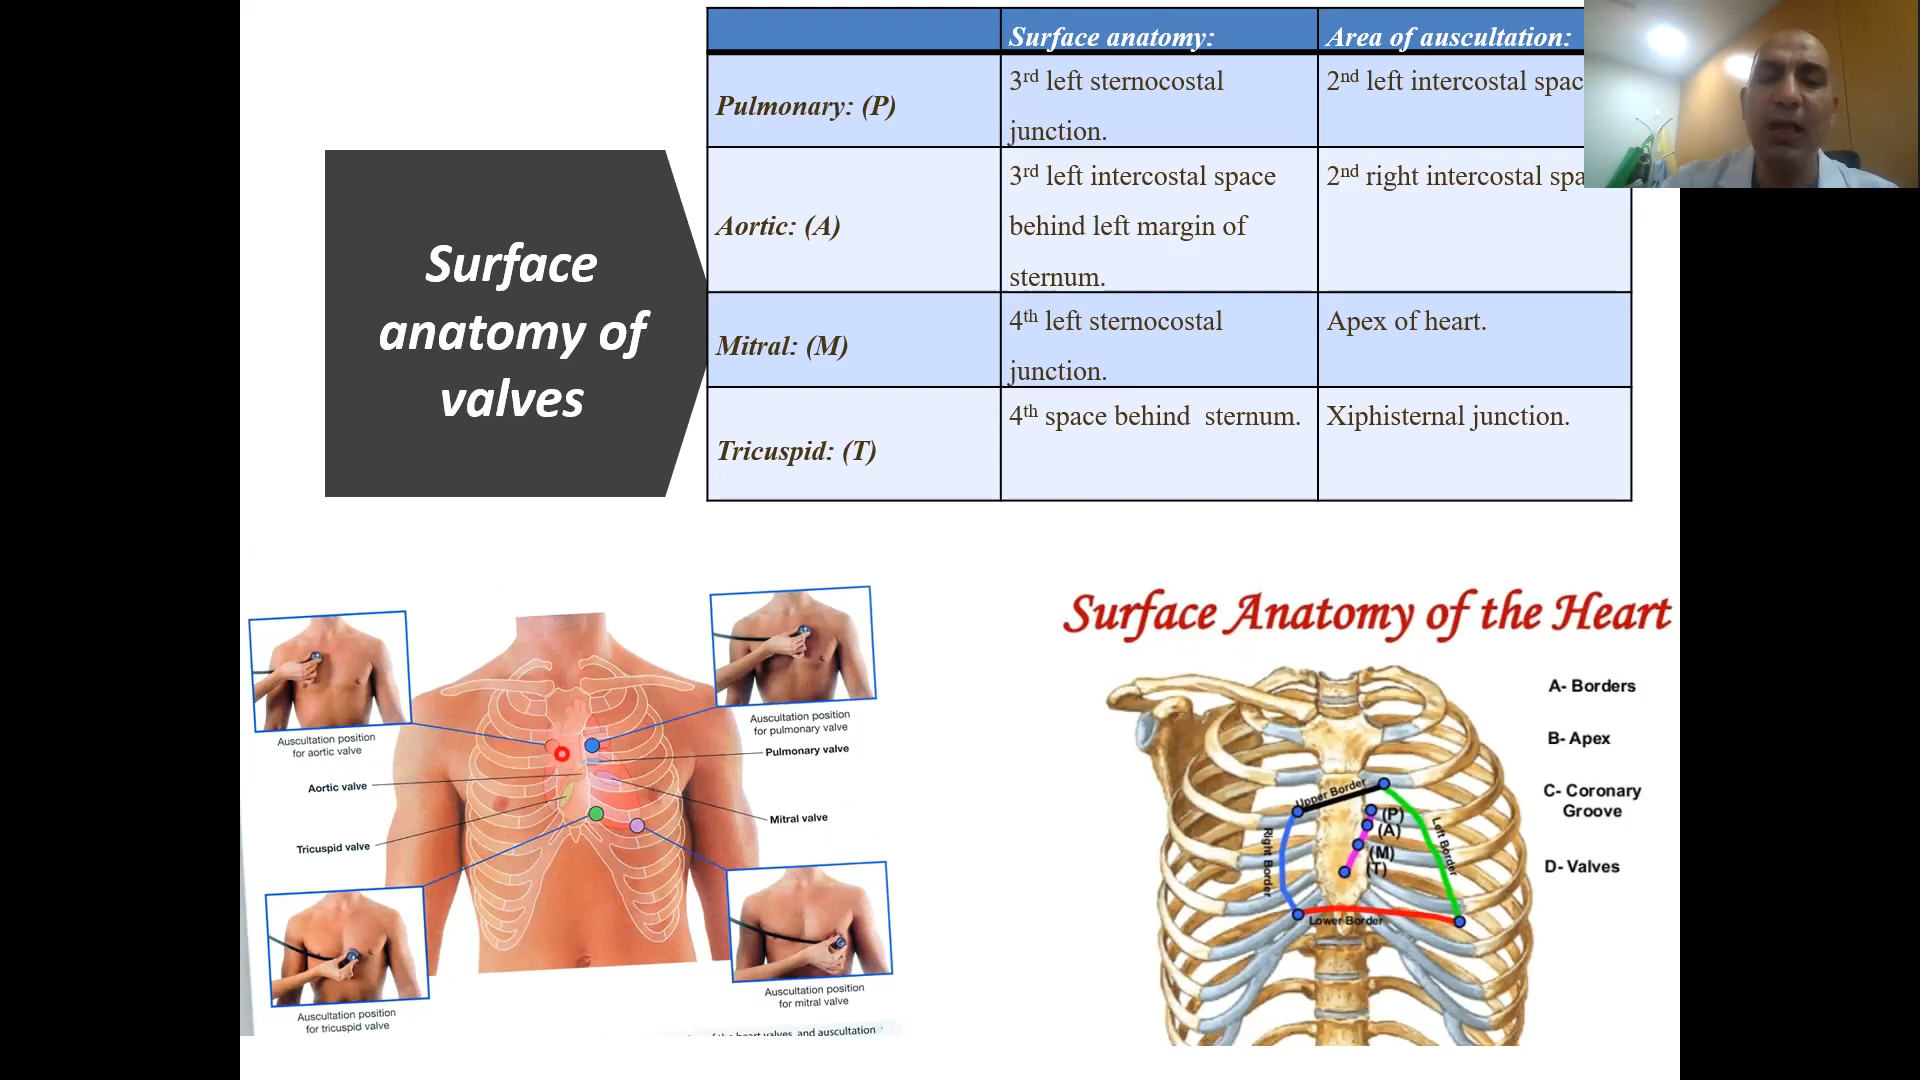 Surface anatomy: Area of auscultation:
Pulmonary: (P)
3rd left sternocostal
junction.
2nd left intercostal
Aortic: (A)
3rd left intercostal space
behind left margin of
sternum.
2nd right intercostal
Mitral: (M)
4th left sternocostal
junction.
Apex of heart.
Tricuspid: (T)
4th space behind sternum.
Xiphisternal junction.
Surface
anatomy of
valves
Auscultation position
for aortic valve
Auscultation position
for pulmonary valve
Pulmonary valve
Aortic valve
Mitral valve
Tricuspid valve
Auscultation position
for tricuspid valve
Auscultation position
for mitral valve
heart valves, and auscultation
Surface Anatomy of the Heart
A- Borders
B- Apex
C- Coronary
Groove
D- Valves
Upper Border
(P)
(A)
(M)
(T)
Right Border
Left Border
Lower Border